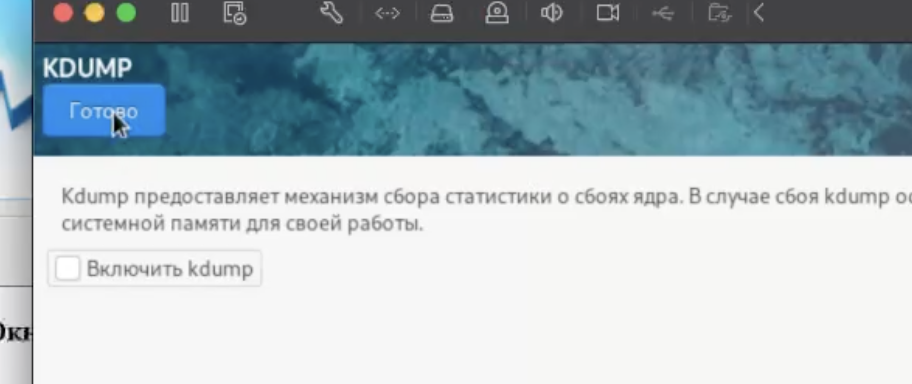 KDUMP
Готово
Kdump предоставляет механизм сбора статистики о сбоях ядра. В случае сбоя kdump
системной памяти для своей работы.
Включить kdump